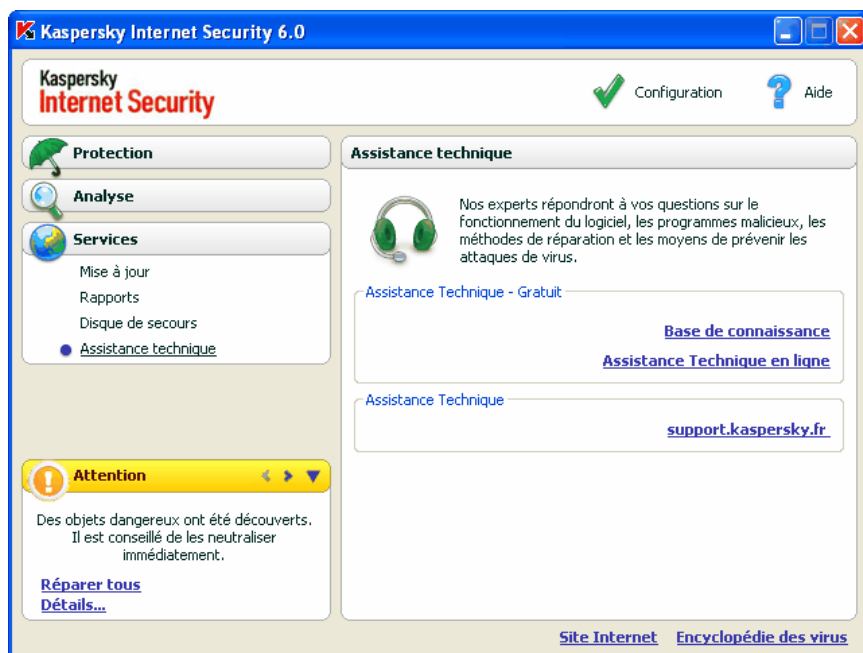 Kaspersky Internet Security 6.0
Kaspersky
Internet Security
Configuration
Aide
Protection
Analyse
Services
Mise à jour
Rapports
Disque de secours
Assistance technique
Attention
Des objets dangereux ont été découverts.
Il est conseillé de les neutraliser
immédiatement.
Réparer tous
Détails...
Assistance technique
Nos experts répondront à vos questions sur le
fonctionnement du logiciel, les programmes malicieux, les
méthodes de réparation et les moyens de prévenir les
attaques de virus.
Assistance Technique - Gratuit
Base de connaissance
Assistance Technique en ligne
Assistance Technique
support.kaspersky.fr
Site Internet
Encyclopédie des virus